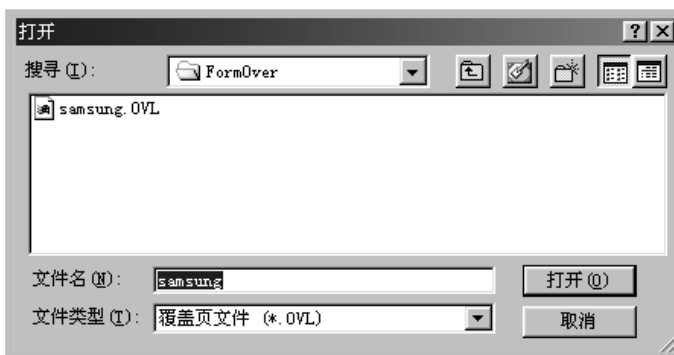 打开
搜寻(I): FormOver
samsung.OVL
文件名(N): samsung 打开(O)
文件类型(T): 覆盖页文件 (*.OVL) 取消